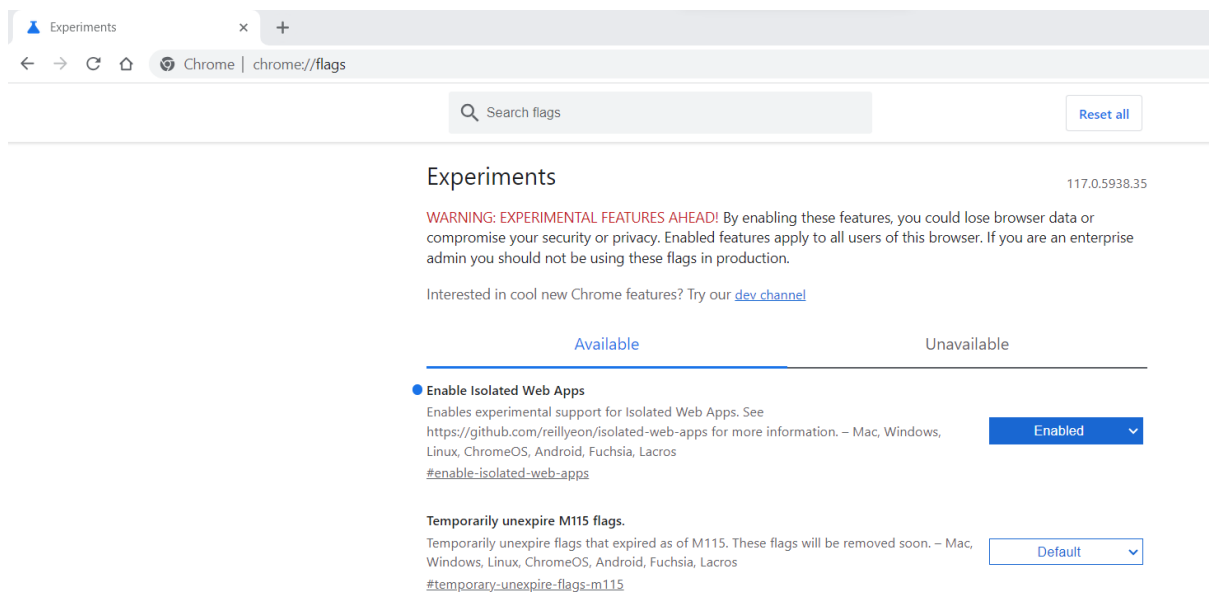 Experiments
Chrome | chrome://flags
Search flags
Reset all
Experiments
117.0.5938.35
WARNING: EXPERIMENTAL FEATURES AHEAD! By enabling these features, you could lose browser data or
compromise your security or privacy. Enabled features apply to all users of this browser. If you are an enterprise
admin you should not be using these flags in production.
Interested in cool new Chrome features? Try our dev channel
Available
Unavailable
Enable Isolated Web Apps
Enables experimental support for Isolated Web Apps. See
https://github.com/reillyeon/isolated-web-apps for more information. – Mac, Windows,
Linux, ChromeOS, Android, Fuchsia, Lacros
#enable-isolated-web-apps
Enabled
Temporarily unexpire M115 flags.
Temporarily unexpire flags that expired as of M115. These flags will be removed soon. – Mac,
Windows, Linux, ChromeOS, Android, Fuchsia, Lacros
#temporary-unexpire-flags-m115
Default